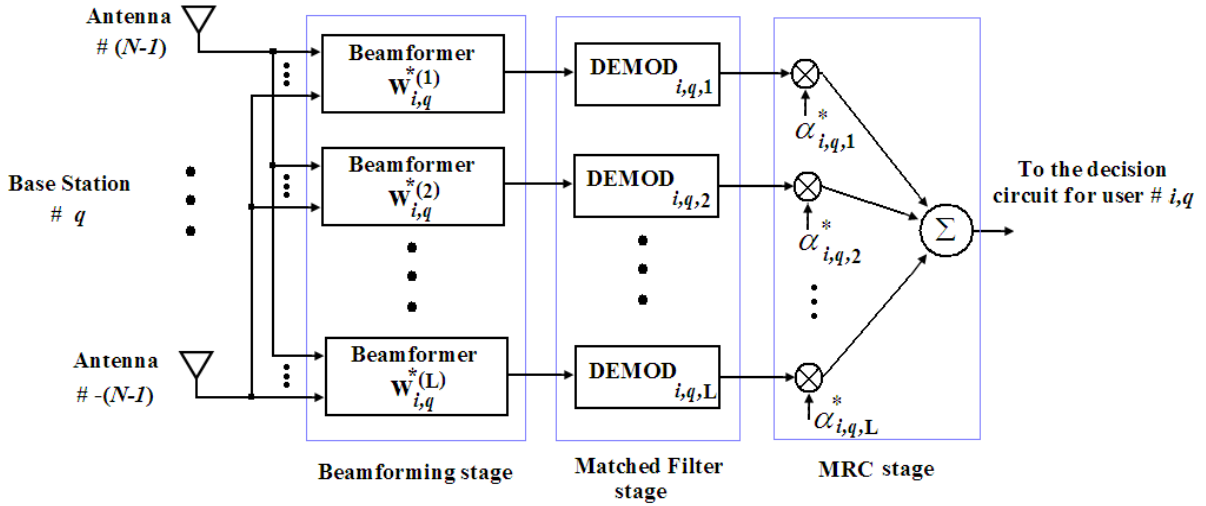 Antenna
# (N-1)
Base Station
# q
Antenna
# -(N-1)
Beamformer
W*(1)i,q
Beamformer
W*(2)i,q
Beamformer
W*(L)i,q
Beamforming stage
DEMOD i,q,1
DEMOD i,q,2
DEMOD i,q,L
Matched Filter
stage
α*i,q,1
α*i,q,2
α*i,q,L
MRC stage
Σ
To the decision
circuit for user # i,q